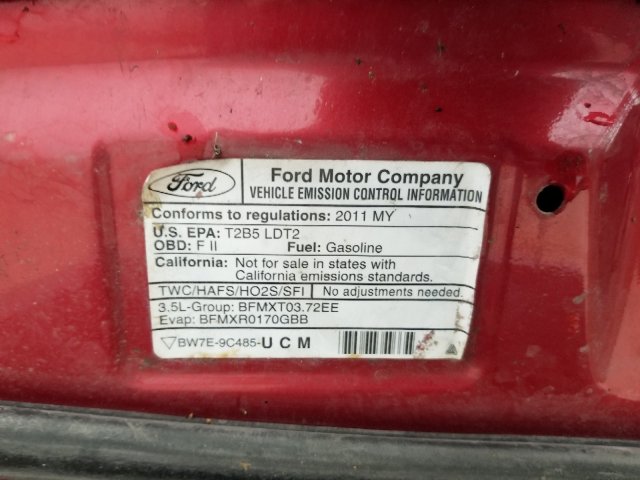 Ford
Ford Motor Company
VEHICLE EMISSION CONTROL INFORMATION
Conforms to regulations: 2011 MY
U.S. EPA: T2B5 LDT2
OBD: F II Fuel: Gasoline
California: Not for sale in states with
California emissions standards.
TWC/HAFS/HO2S/SFI No adjustments needed.
3.5L-Group: BFMXT03.72EE
Evap: BFMXR0170GBB
BW7E-9C485-U C M